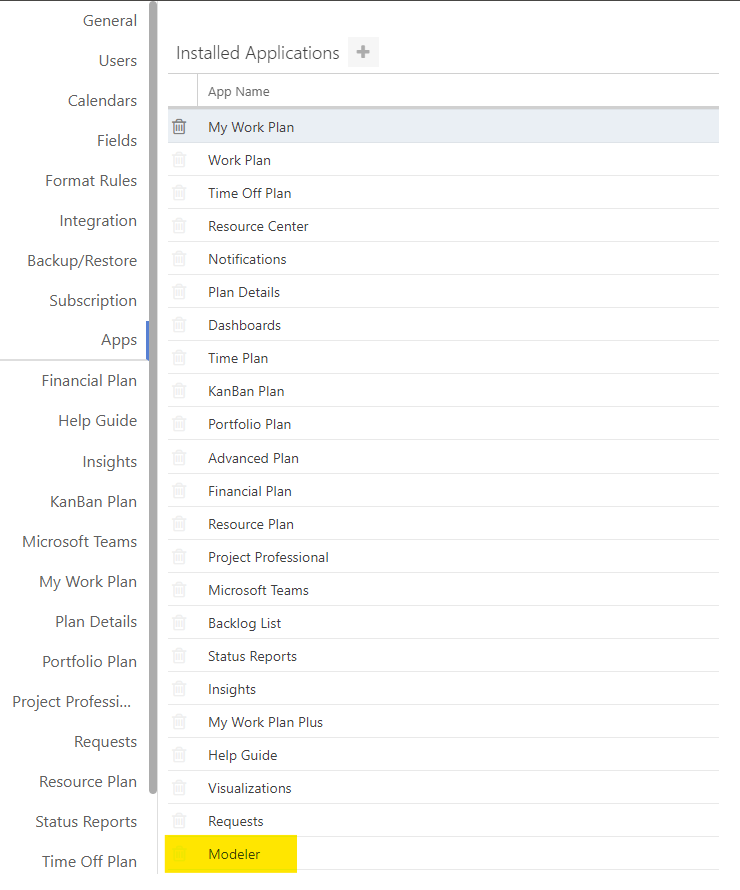 General
Users
Calendars
Fields
Format Rules
Integration
Backup/Restore
Subscription
Apps
Financial Plan
Help Guide
Insights
KanBan Plan
Microsoft Teams
My Work Plan
Plan Details
Portfolio Plan
Project Professi...
Requests
Resource Plan
Status Reports
Time Off Plan
Installed Applications +
App Name
My Work Plan
Work Plan
Time Off Plan
Resource Center
Notifications
Plan Details
Dashboards
Time Plan
KanBan Plan
Portfolio Plan
Advanced Plan
Financial Plan
Resource Plan
Project Professional
Microsoft Teams
Backlog List
Status Reports
Insights
My Work Plan Plus
Help Guide
Visualizations
Requests
Modeler